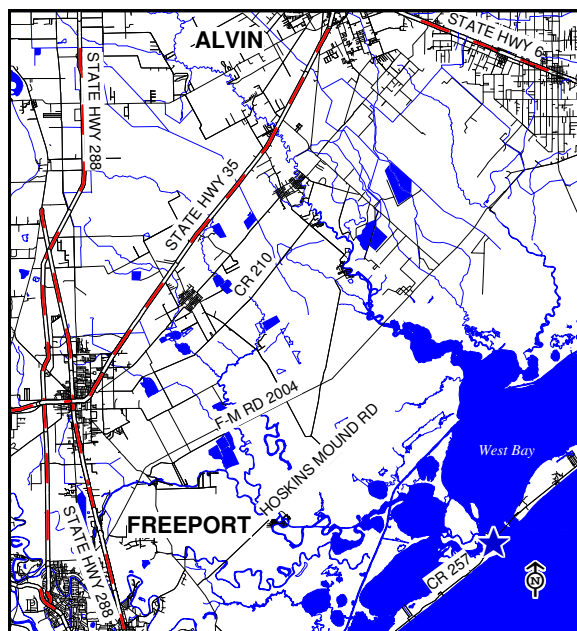 ALVIN
STATE HWY 6
STATE HWY 288
STATE HWY 35
CR 210
F-M RD 2004
HOSKINS MOUND RD
West Bay
FREEPORT
STATE HWY 288
CR 257
N